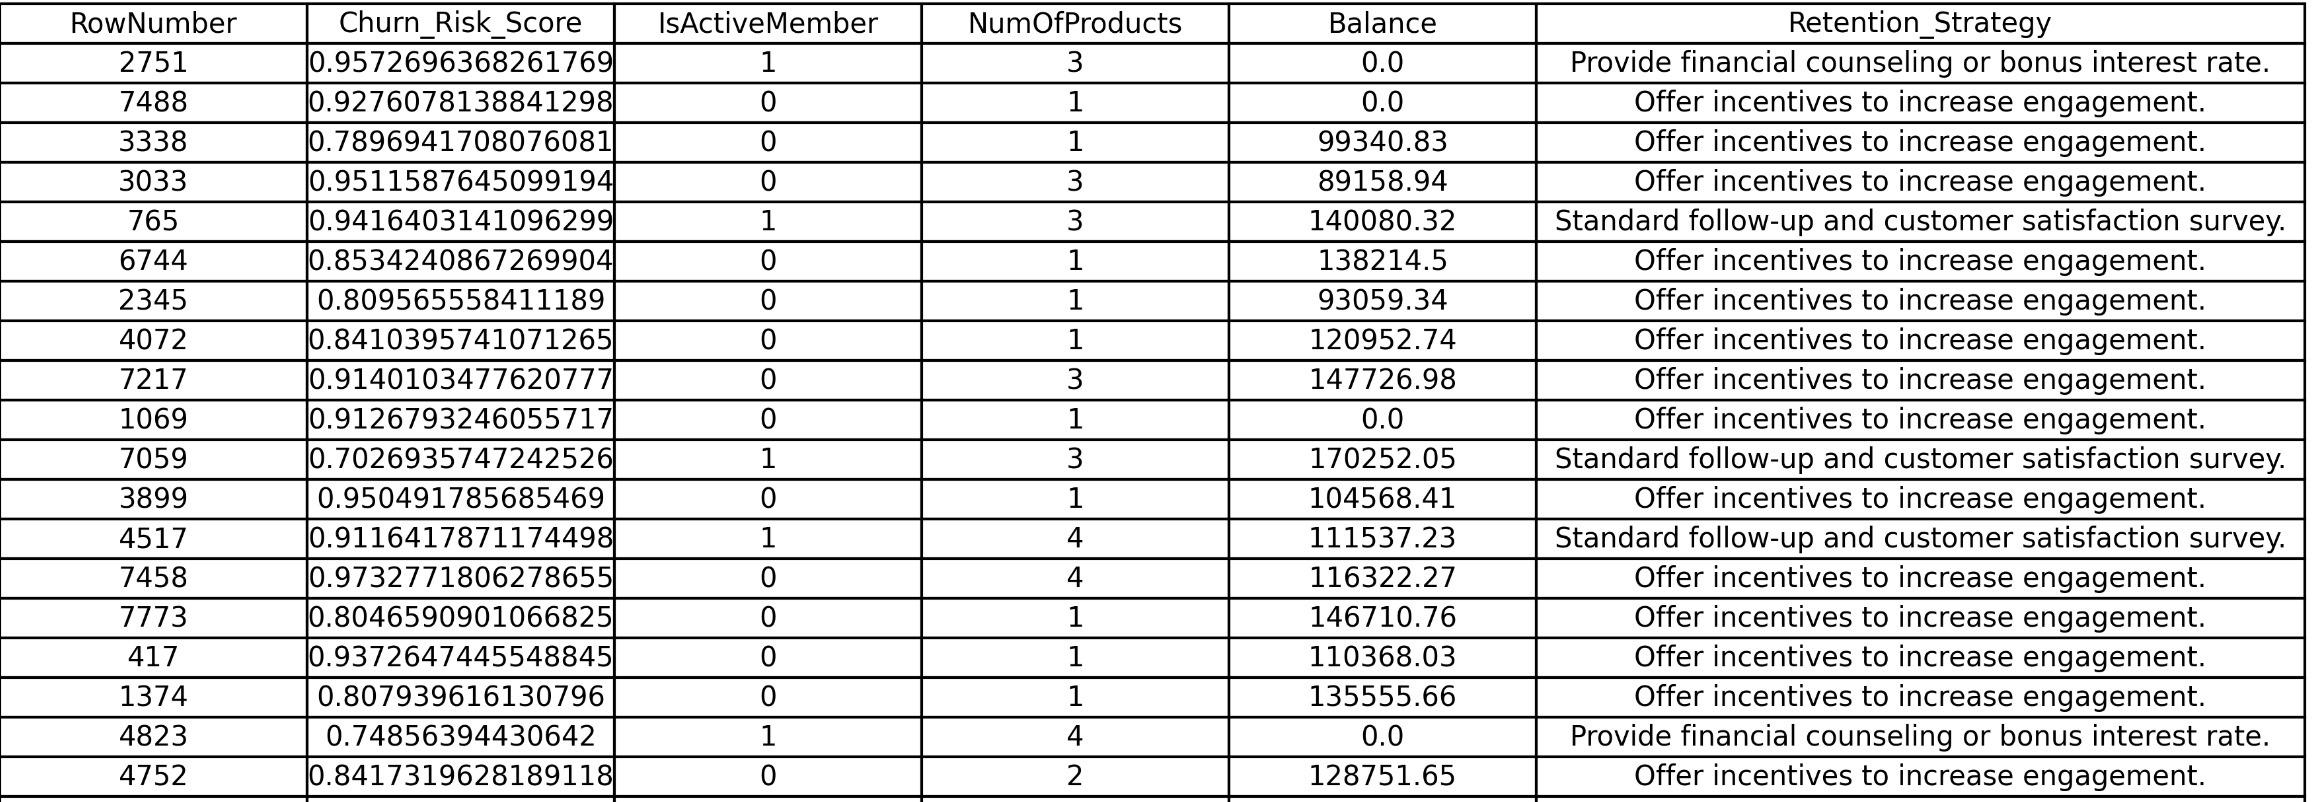 RowNumber Churn_Risk_Score IsActiveMember NumOfProducts Balance Retention_Strategy
2751 0.9572696368261769 1 3 0.0 Provide financial counseling or bonus interest rate.
7488 0.9276078138841298 0 1 0.0 Offer incentives to increase engagement.
3338 0.7896941708076081 0 1 99340.83 Offer incentives to increase engagement.
3033 0.9511587645099194 0 3 89158.94 Offer incentives to increase engagement.
765 0.9416403141096299 1 3 140080.32 Standard follow-up and customer satisfaction survey.
6744 0.8534240867269904 0 1 138214.5 Offer incentives to increase engagement.
2345 0.809565558411189 0 1 93059.34 Offer incentives to increase engagement.
4072 0.8410395741071265 0 1 120952.74 Offer incentives to increase engagement.
7217 0.9140103477620777 0 3 147726.98 Offer incentives to increase engagement.
1069 0.9126793246055717 0 1 0.0 Offer incentives to increase engagement.
7059 0.7026935747242526 1 3 170252.05 Standard follow-up and customer satisfaction survey.
3899 0.950491785685469 0 1 104568.41 Offer incentives to increase engagement.
4517 0.9116417871174498 1 4 111537.23 Standard follow-up and customer satisfaction survey.
7458 0.9732771806278655 0 4 116322.27 Offer incentives to increase engagement.
7773 0.8046590901066825 0 1 146710.76 Offer incentives to increase engagement.
417 0.9372647445548845 0 1 110368.03 Offer incentives to increase engagement.
1374 0.807939616130796 0 1 135555.66 Offer incentives to increase engagement.
4823 0.74856394430642 1 4 0.0 Provide financial counseling or bonus interest rate.
4752 0.8417319628189118 0 2 128751.65 Offer incentives to increase engagement.